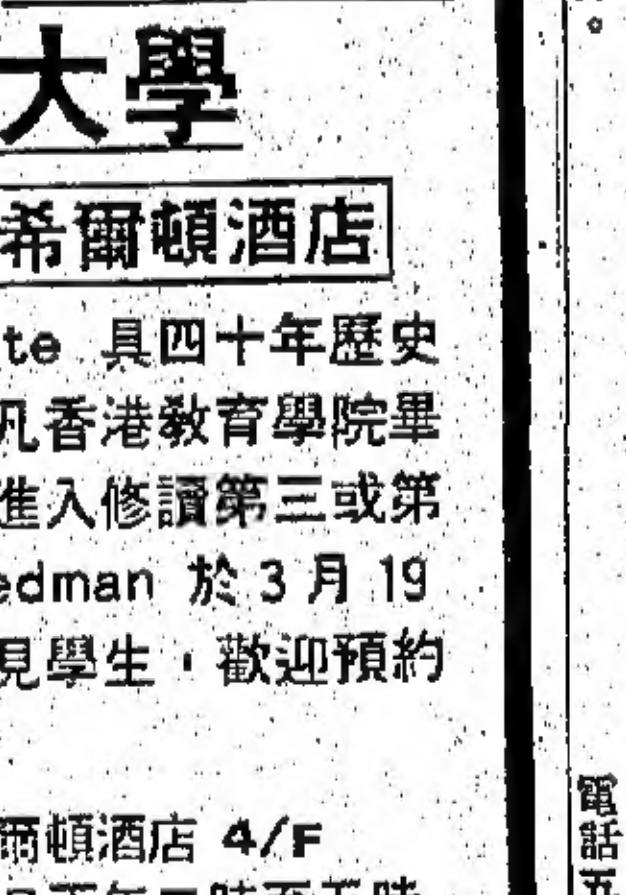 大學
希爾頓酒店
te 具四十年歷史
凡香港敎育學院畢
進入修讀第三或第
edman 於 3 月 19
見學生，歡迎預約
爾頓酒店 4/F
電話五